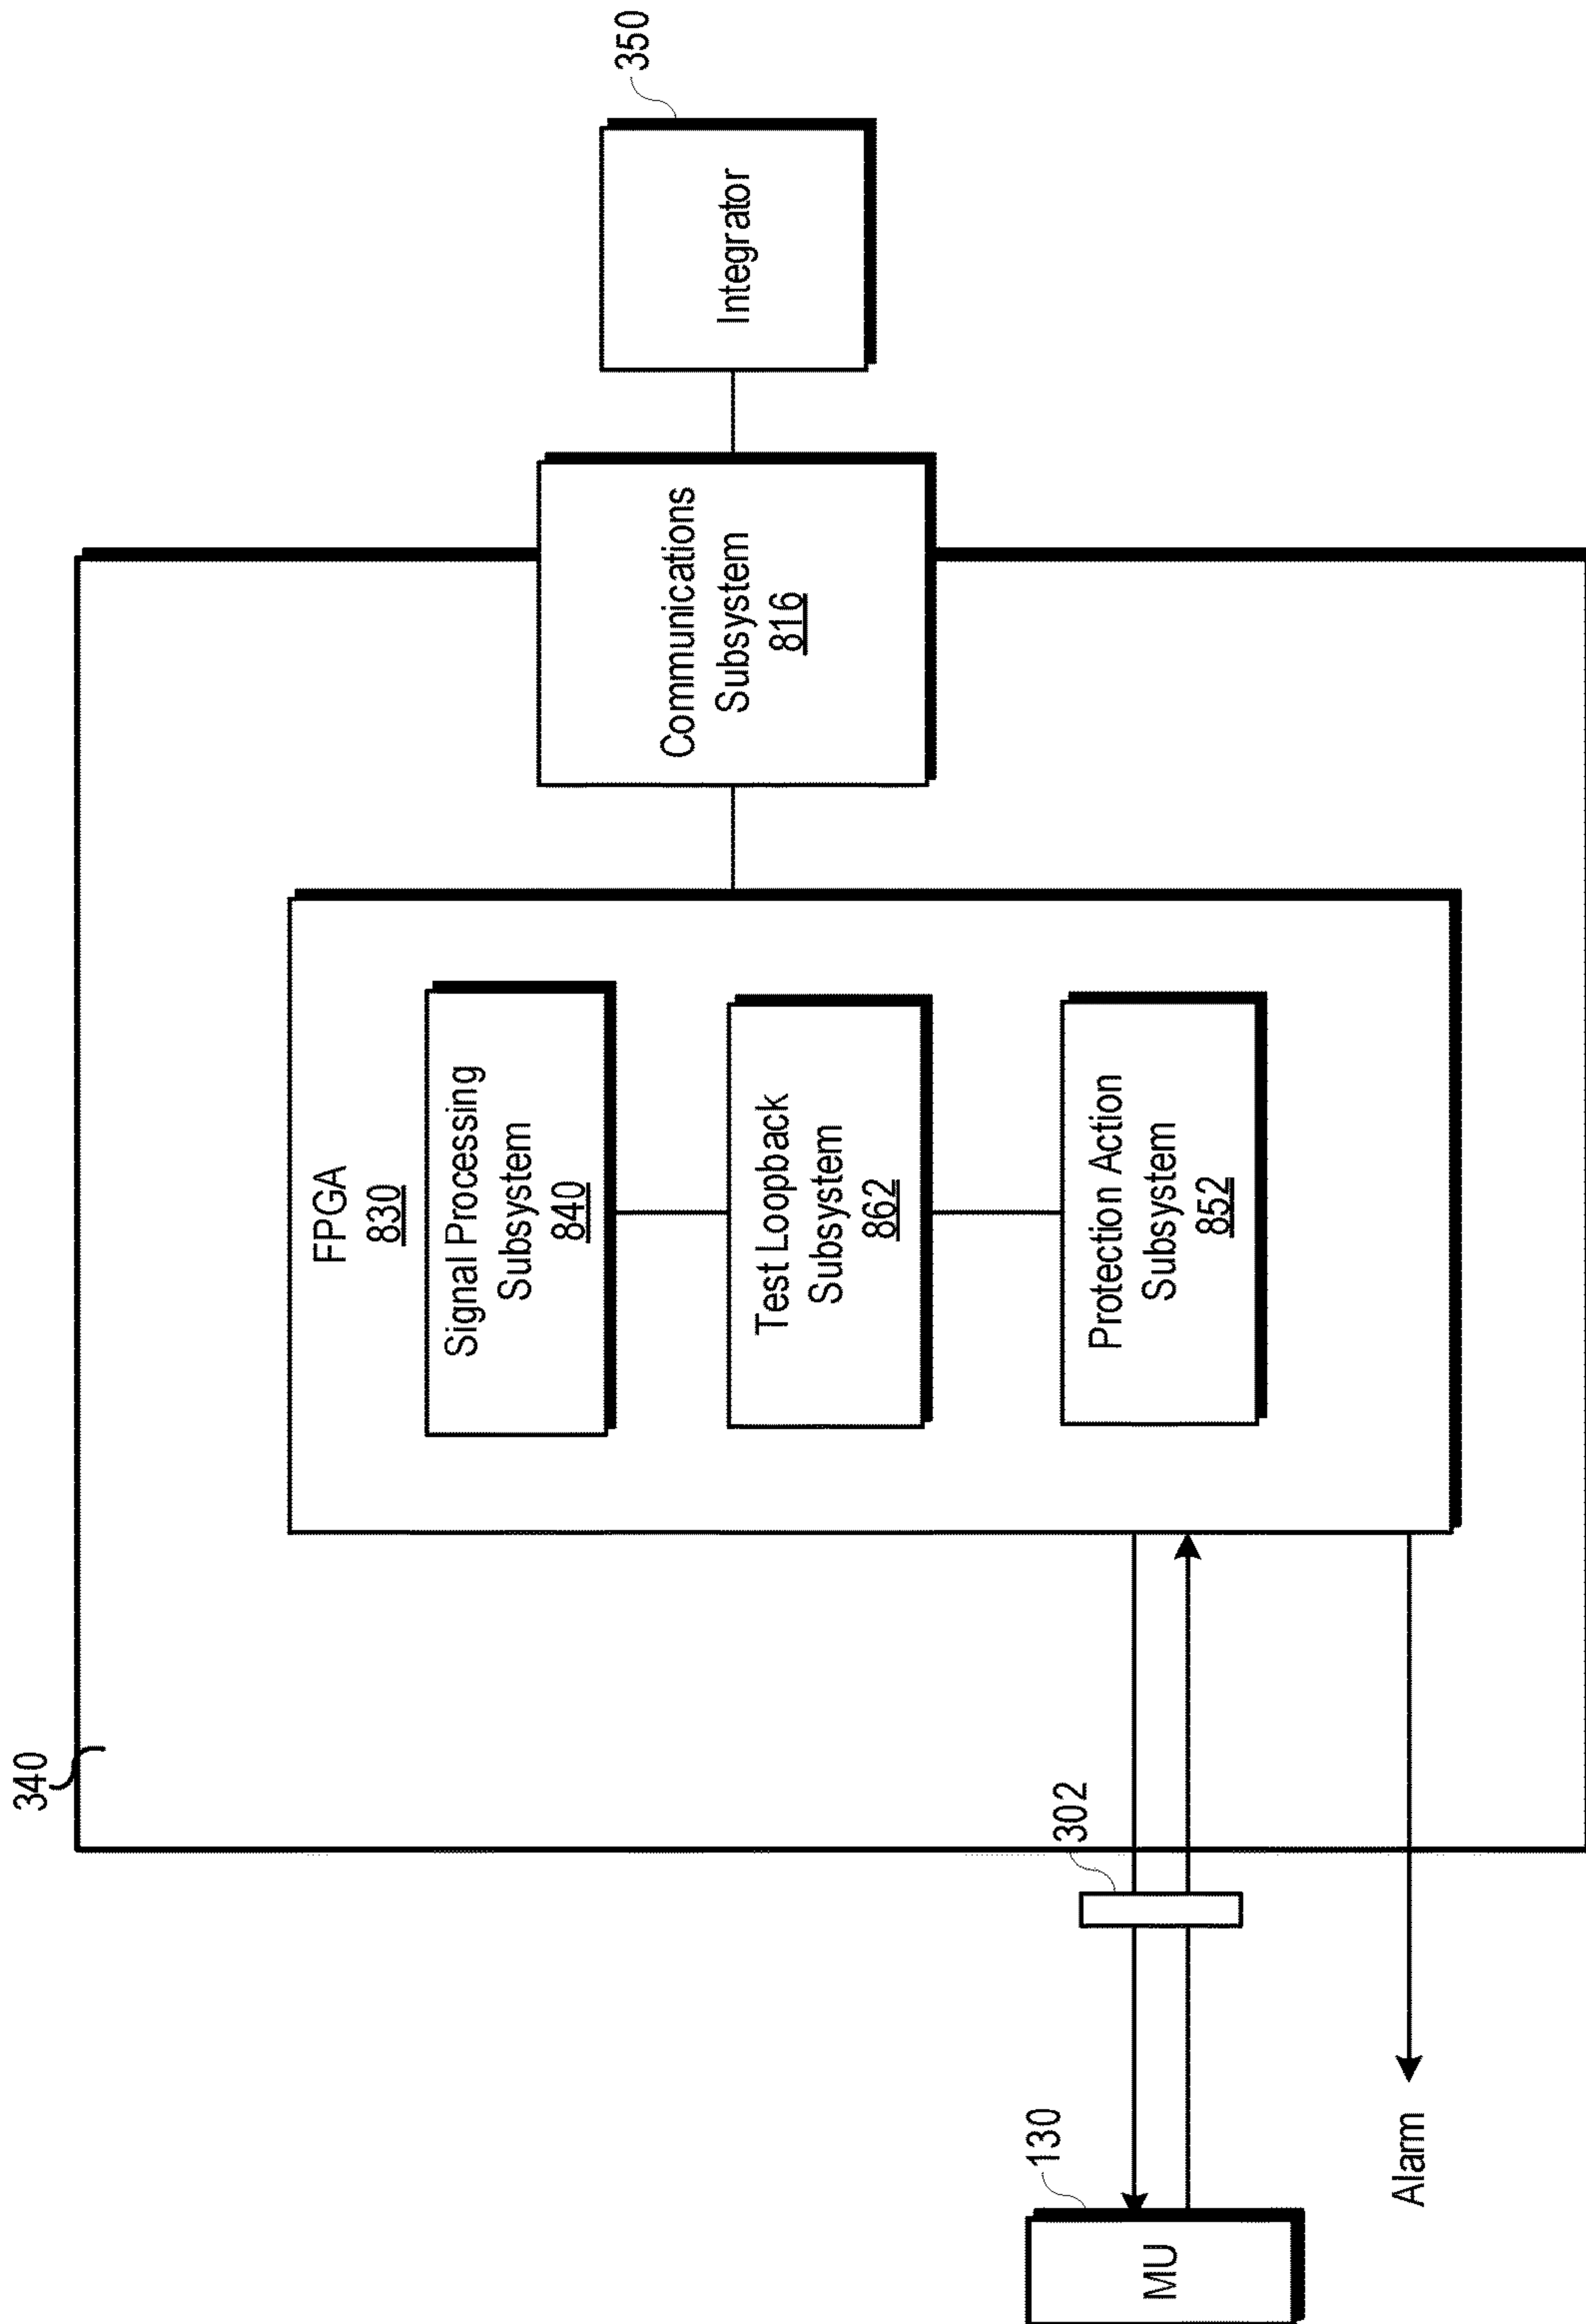 340
FPGA
830
Signal Processing
Subsystem
840
Test Loopback
Subsystem
862
Protection Action
Subsystem
852
Communications
Subsystem
816
Integrator
350
302
MU
130
Alarm